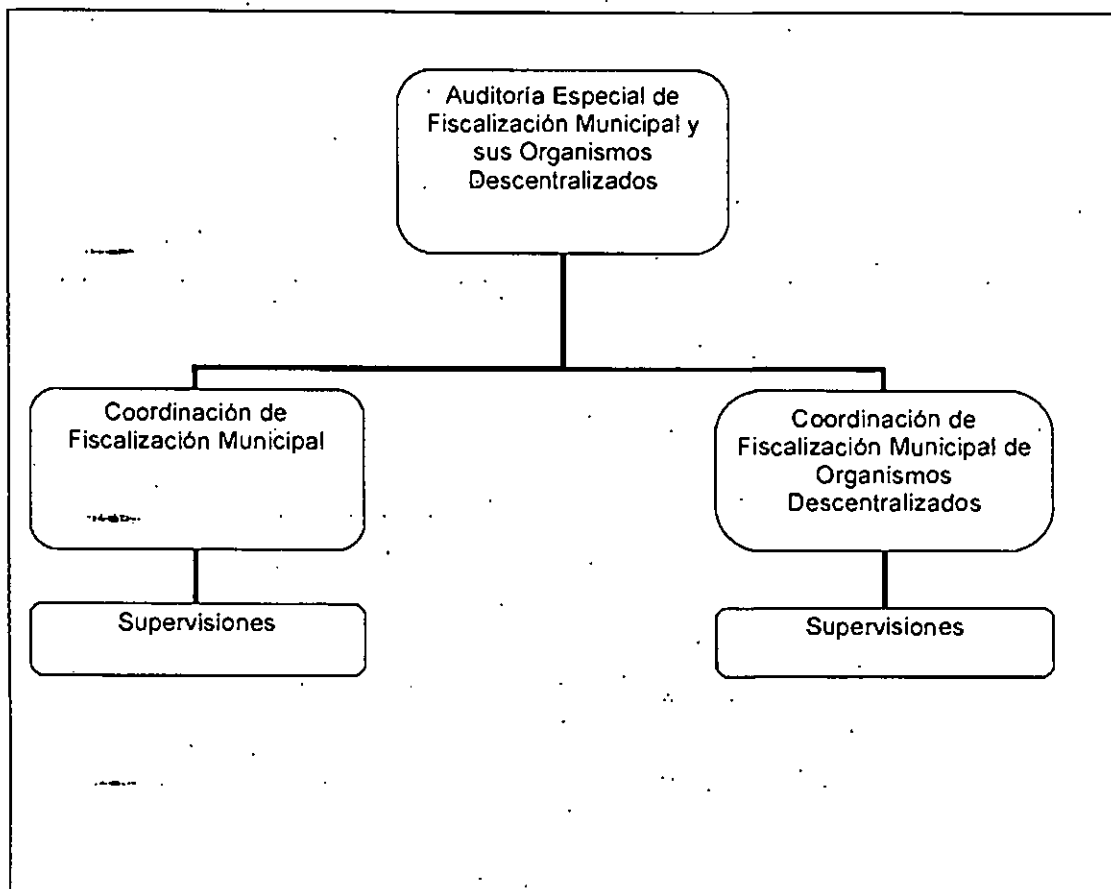 Auditoría Especial de
Fiscalización Municipal y
sus Organismos
Descentralizados
Coordinación de
Fiscalización Municipal
Coordinación de
Fiscalización Municipal de
Organismos
Descentralizados
Supervisiones
Supervisiones